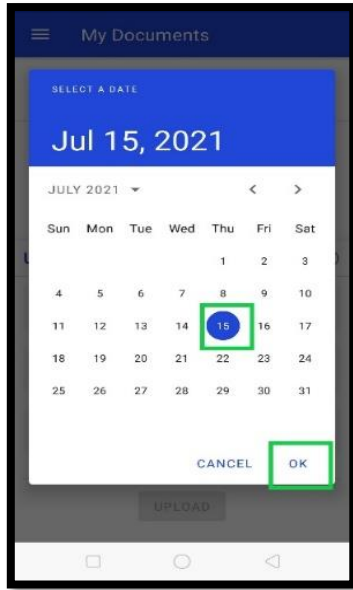 My Documents
SELECT A DATE
Jul 15, 2021
JULY 2021
Sun Mon Tue Wed Thu Fri Sat
1 2 3
4 5 6 7 8 9 10
11 12 13 14 15 16 17
18 19 20 21 22 23 24
25 26 27 28 29 30 31
CANCEL OK
UPLOAD